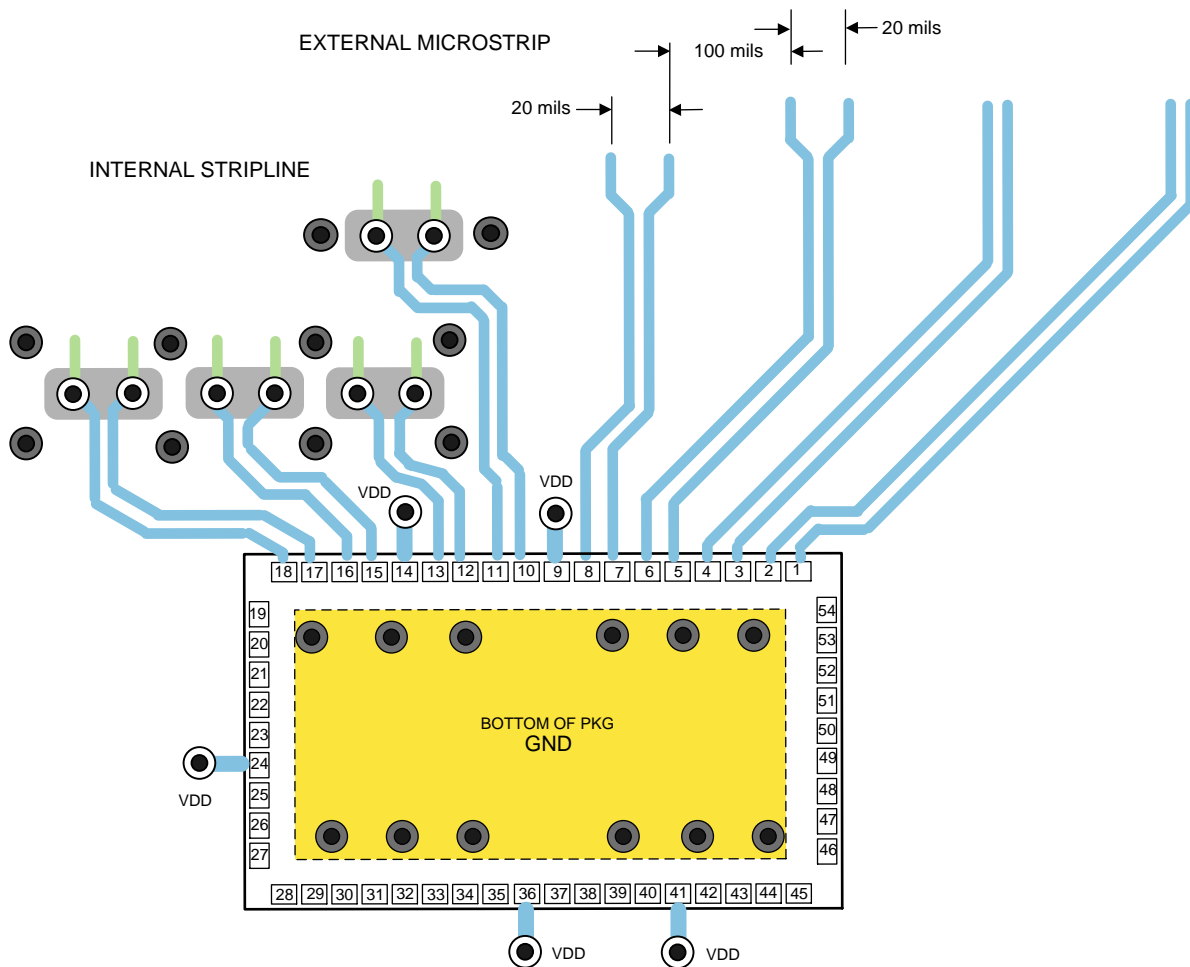 EXTERNAL MICROSTRIP
20 mils
100 mils
20 mils
INTERNAL STRIPLINE
VDD
VDD
18 17 16 15 14 13 12 11 10 9 8 7 6 5 4 3 2 1
19
20
21
22
23
24
25
26
27
54
53
52
51
50
49
48
47
46
BOTTOM OF PKG
GND
VDD
28 29 30 31 32 33 34 35 36 37 38 39 40 41 42 43 44 45
VDD
VDD